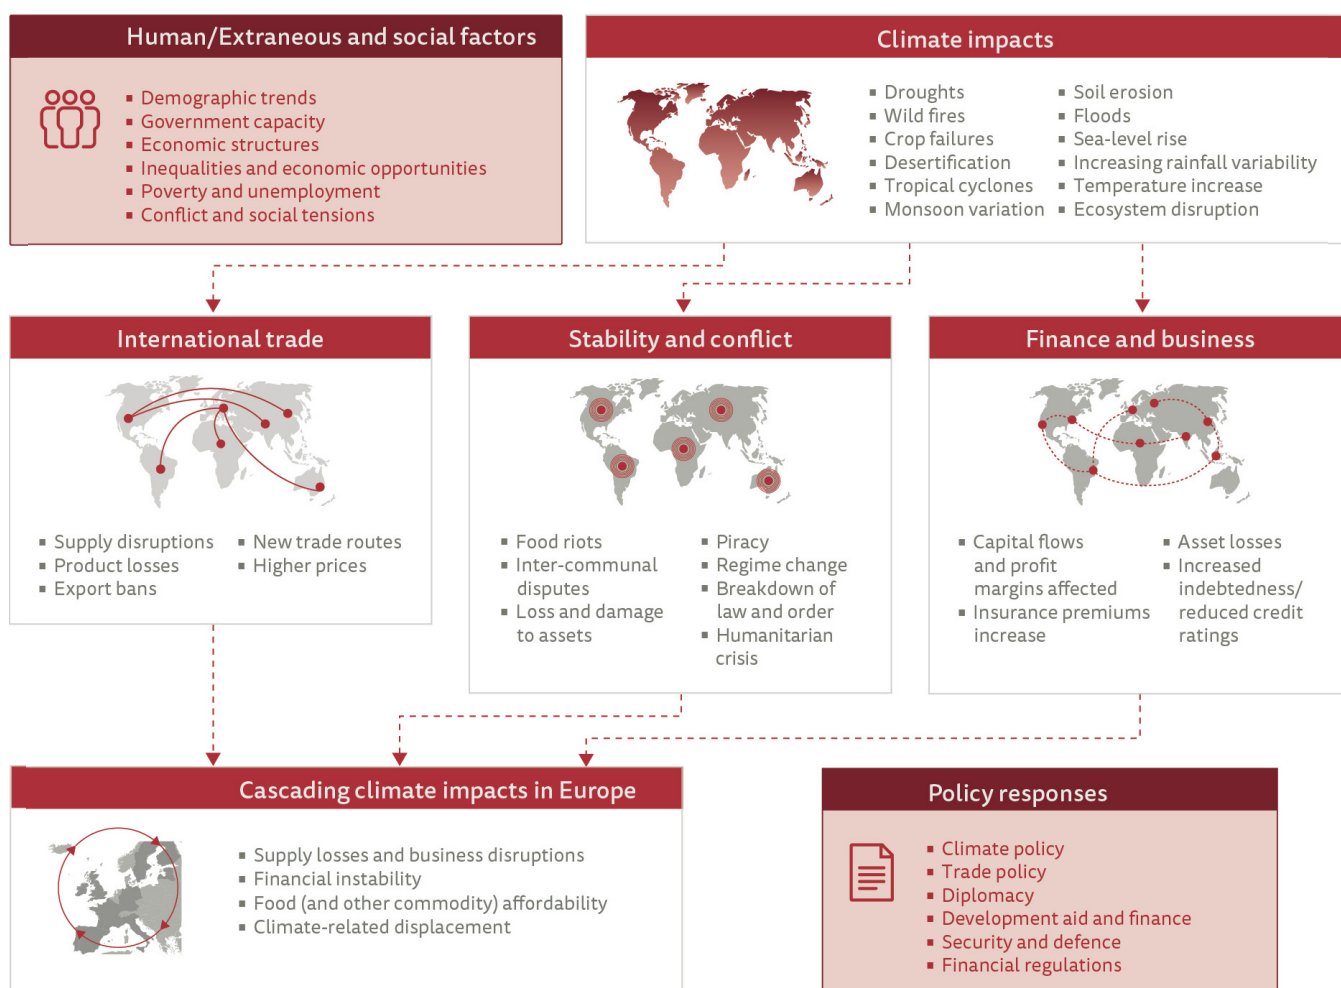 Human/Extraneous and social factors
Demographic trends
Government capacity
Economic structures
Inequalities and economic opportunities
Poverty and unemployment
Conflict and social tensions
Climate impacts
Droughts
Wild fires
Crop failures
Desertification
Tropical cyclones
Monsoon variation
Soil erosion
Floods
Sea-level rise
Increasing rainfall variability
Temperature increase
Ecosystem disruption
International trade
Supply disruptions
Product losses
Export bans
New trade routes
Higher prices
Stability and conflict
Food riots
Inter-communal
disputes
Loss and damage
to assets
Piracy
Regime change
Breakdown of
law and order
Humanitarian
crisis
Finance and business
Capital flows
and profit
margins affected
Insurance premiums
increase
Asset losses
Increased
indebtedness/
reduced credit
ratings
Cascading climate impacts in Europe
Supply losses and business disruptions
Financial instability
Food (and other commodity) affordability
Climate-related displacement
Policy responses
Climate policy
Trade policy
Diplomacy
Development aid and finance
Security and defence
Financial regulations